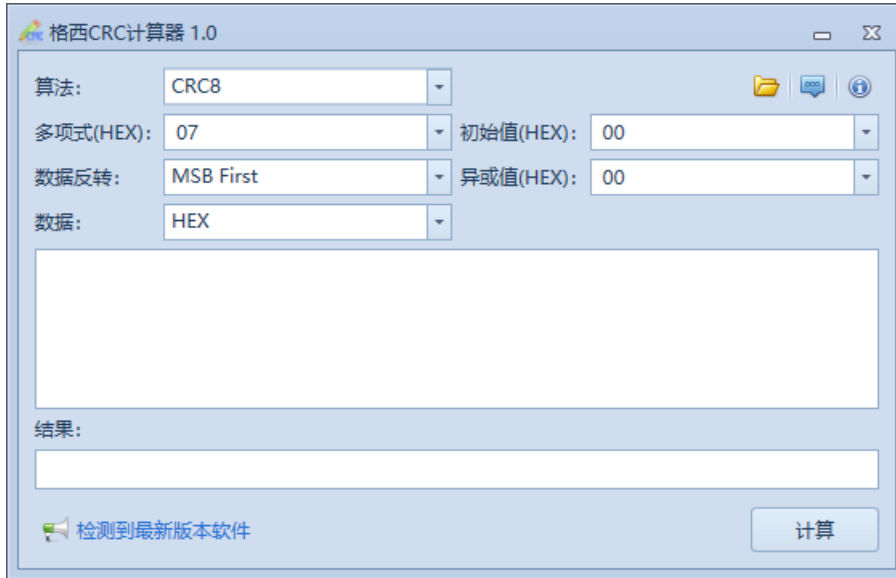 格西CRC计算器 1.0
算法:
CRC8
多项式(HEX): 07 初始值(HEX): 00
数据反转: MSB First 异或值(HEX): 00
数据: HEX
结果:
检测到最新版本软件 计算